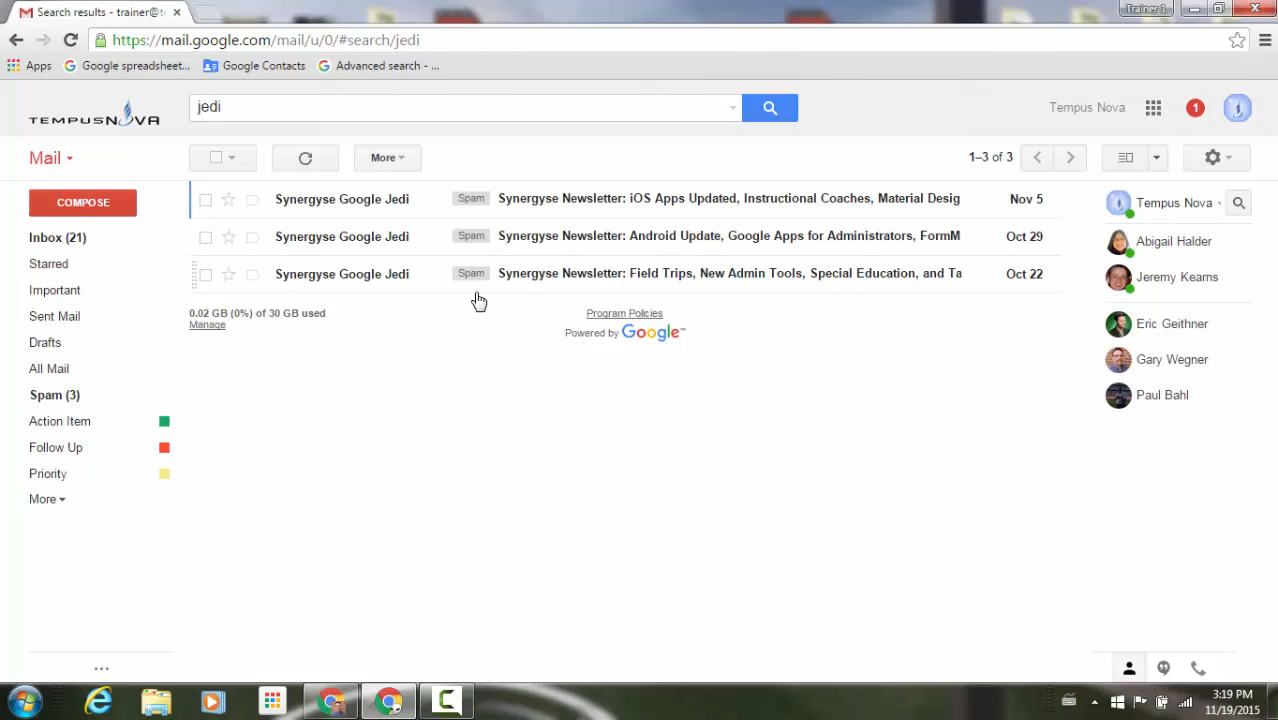 Search results - trainer@t
Trainer 1
https://mail.google.com/mail/u/0/#search/jedi
Apps Google spreadsheet... Google Contacts Advanced search - ...
TEMPUSNOVA jedi Tempus Nova 1
Mail More 1–3 of 3
COMPOSE
Inbox (21)
Starred
Important
Sent Mail
Drafts
All Mail
Spam (3)
Action Item
Follow Up
Priority
More
Synergyse Google Jedi Spam Synergyse Newsletter: iOS Apps Updated, Instructional Coaches, Material Desig Nov 5
Synergyse Google Jedi Spam Synergyse Newsletter: Android Update, Google Apps for Administrators, FormM Oct 29
Synergyse Google Jedi Spam Synergyse Newsletter: Field Trips, New Admin Tools, Special Education, and Ta Oct 22
0.02 GB (0%) of 30 GB used
Manage
Program Policies
Powered by Google™
Tempus Nova
Abigail Halder
Jeremy Kearns
Eric Geithner
Gary Wegner
Paul Bahl
3:19 PM
11/19/2015